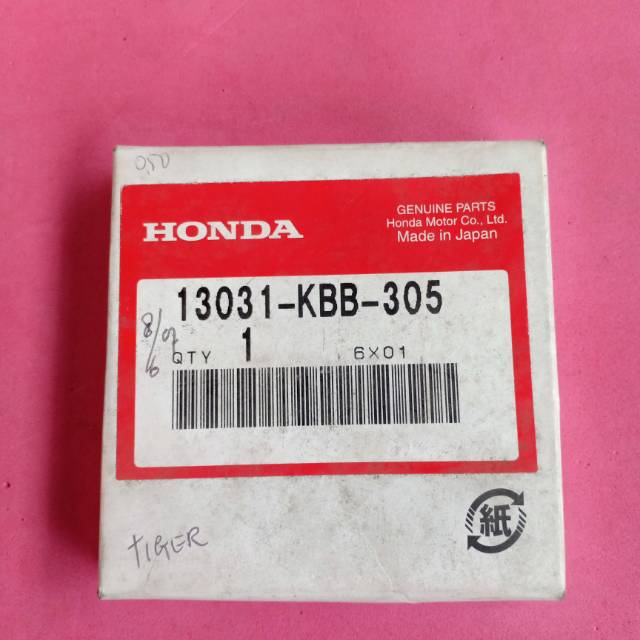 0,50
HONDA
GENUINE PARTS
Honda Motor Co., Ltd.
Made in Japan
13031-KBB-305
QTY 1 6X01
紙
TIGER